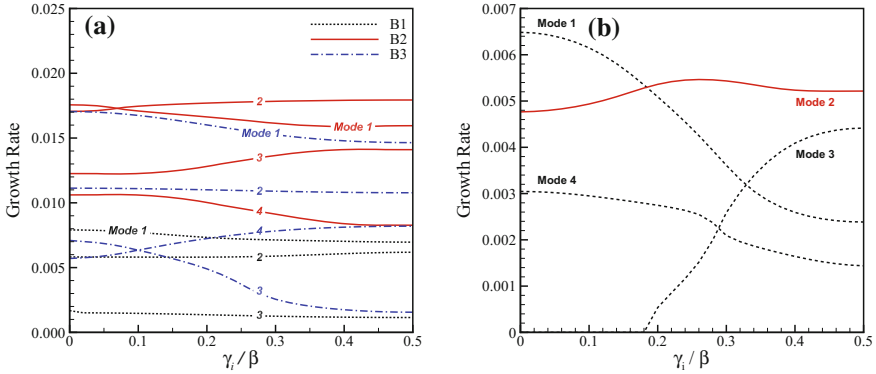 (a)
B1
B2
B3
Growth Rate
0.025
0.020
0.015
0.010
0.005
0.000
0
0.1
0.2
0.3
0.4
0.5
γi / β
2
Mode 1
Mode 1
3
2
4
Mode 1
4
2
3
3
(b)
Growth Rate
0.007
0.006
0.005
0.004
0.003
0.002
0.001
0
0
0.1
0.2
0.3
0.4
0.5
γi / β
Mode 1
Mode 2
Mode 3
Mode 4